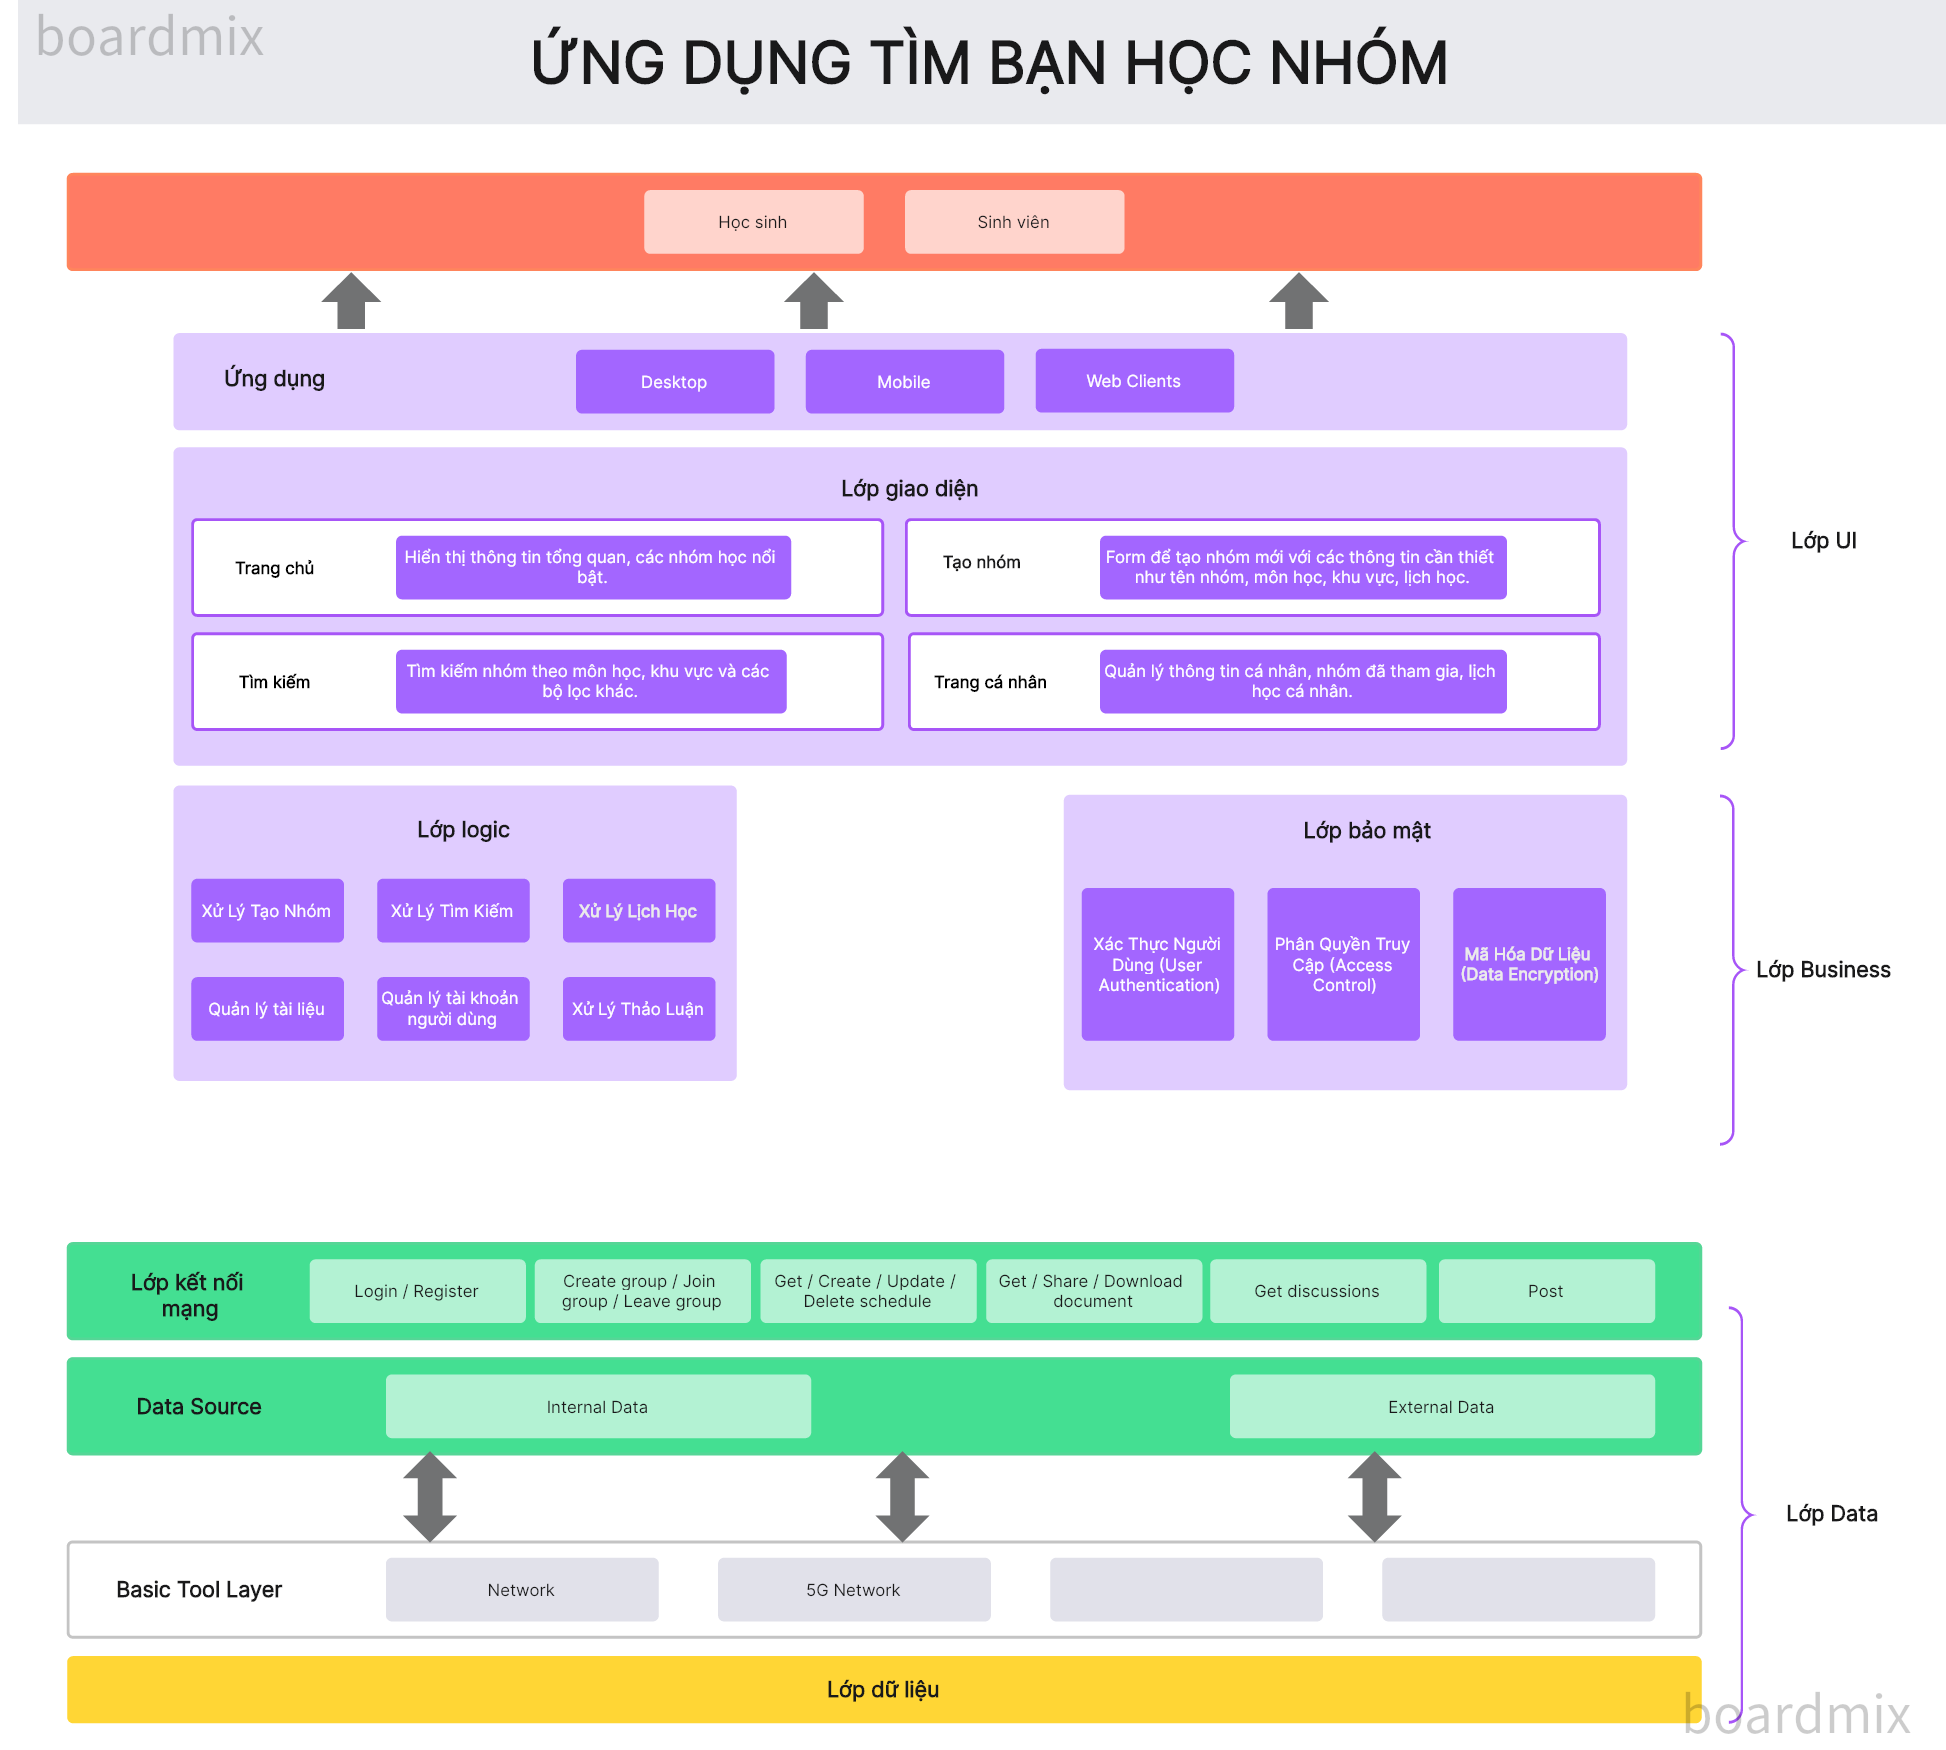 boardmix
ỨNG DỤNG TÌM BẠN HỌC NHÓM
Học sinh
Sinh viên
Ứng dụng
Desktop
Mobile
Web Clients
Lớp giao diện
Trang chủ
Hiển thị thông tin tổng quan, các nhóm học nổi
bật.
Tạo nhóm
Form để tạo nhóm mới với các thông tin cần thiết
như tên nhóm, môn học, khu vực, lịch học.
Tìm kiếm
Tìm kiếm nhóm theo môn học, khu vực và các
bộ lọc khác.
Trang cá nhân
Quản lý thông tin cá nhân, nhóm đã tham gia, lịch
học cá nhân.
Lớp UI
Lớp logic
Xử Lý Tạo Nhóm
Xử Lý Tìm Kiếm
Xử Lý Lịch Học
Quản lý tài liệu
Quản lý tài khoản
người dùng
Xử Lý Thảo Luận
Lớp bảo mật
Xác Thực Người
Dùng (User
Authentication)
Phân Quyền Truy
Cập (Access
Control)
Mã Hóa Dữ Liệu
(Data Encryption)
Lớp Business
Lớp kết nối
mạng
Login / Register
Create group / Join
group / Leave group
Get / Create / Update /
Delete schedule
Get / Share / Download
document
Get discussions
Post
Data Source
Internal Data
External Data
Basic Tool Layer
Network
5G Network
Lớp Data
Lớp dữ liệu
boardmix